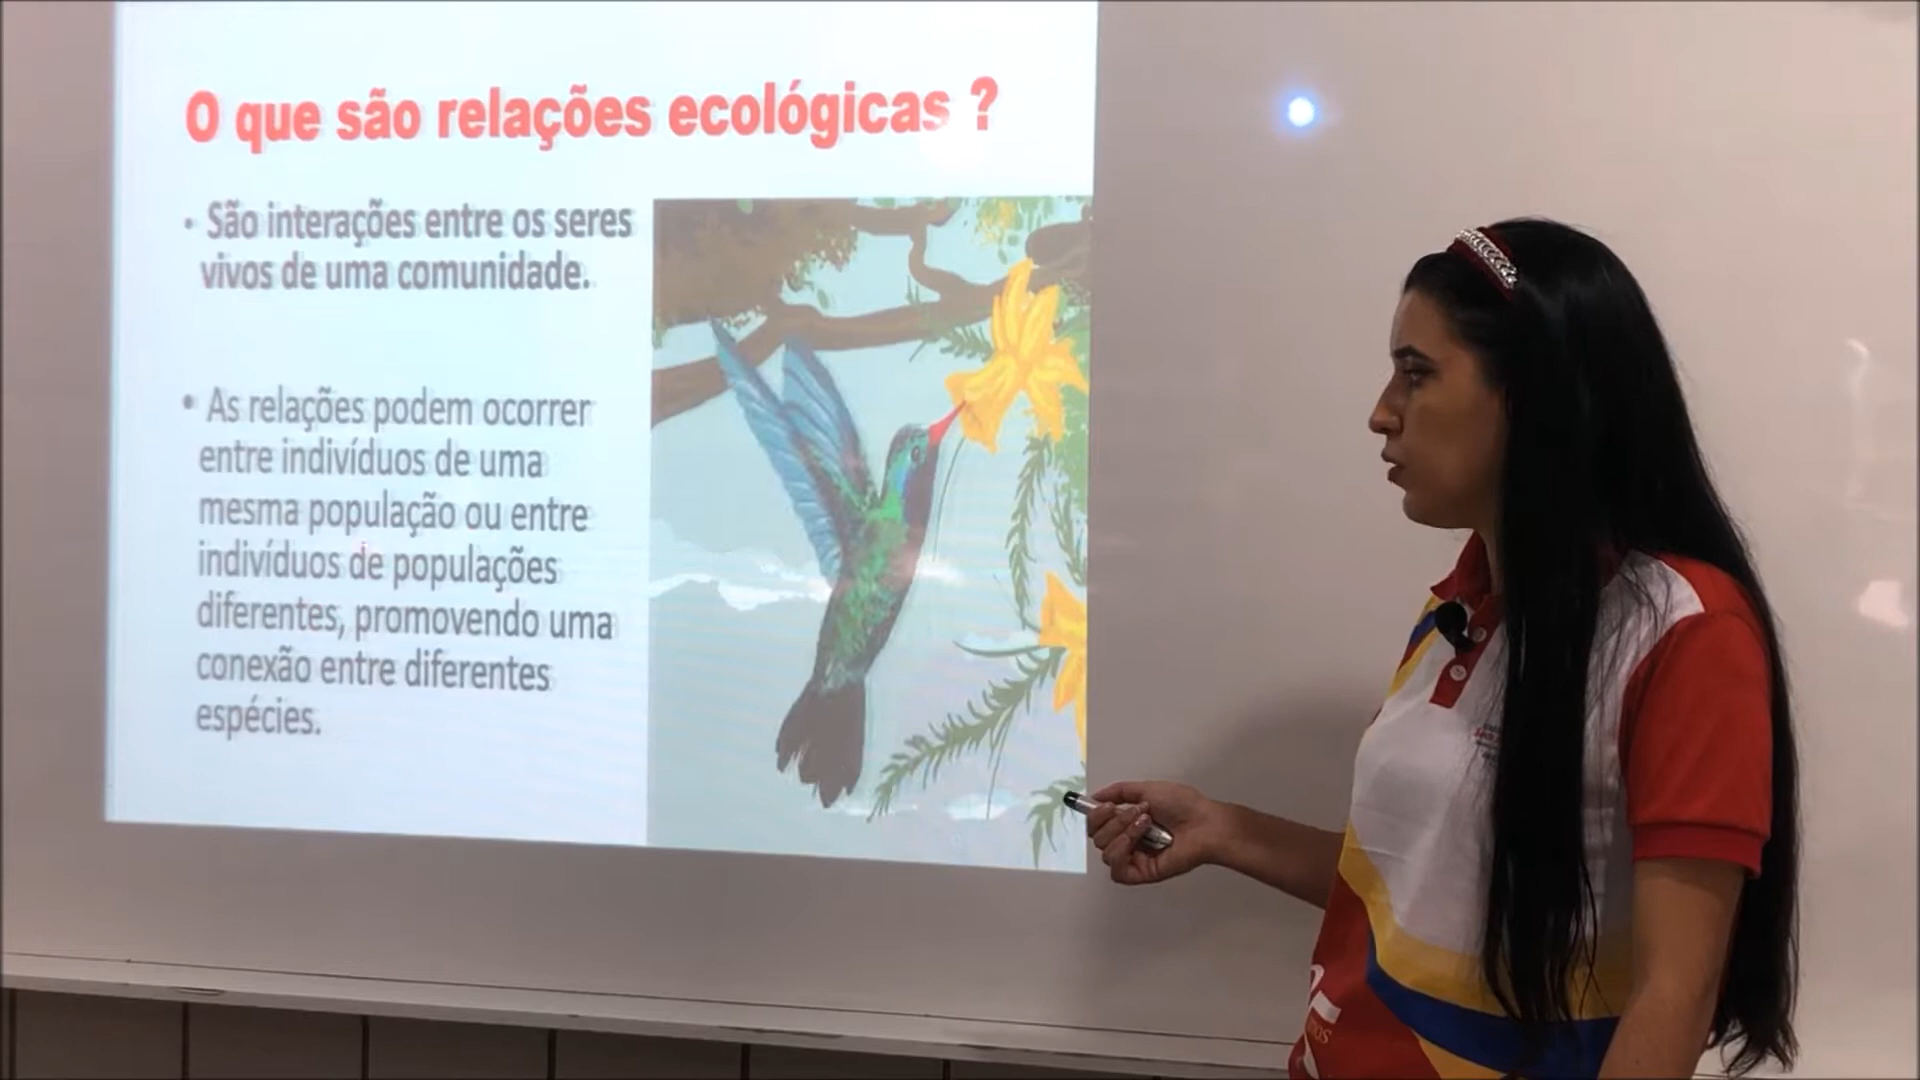 O que são relações ecológicas ?
• São interações entre os seres
vivos de uma comunidade.
• As relações podem ocorrer
entre indivíduos de uma
mesma população ou entre
indivíduos de populações
diferentes, promovendo uma
conexão entre diferentes
espécies.